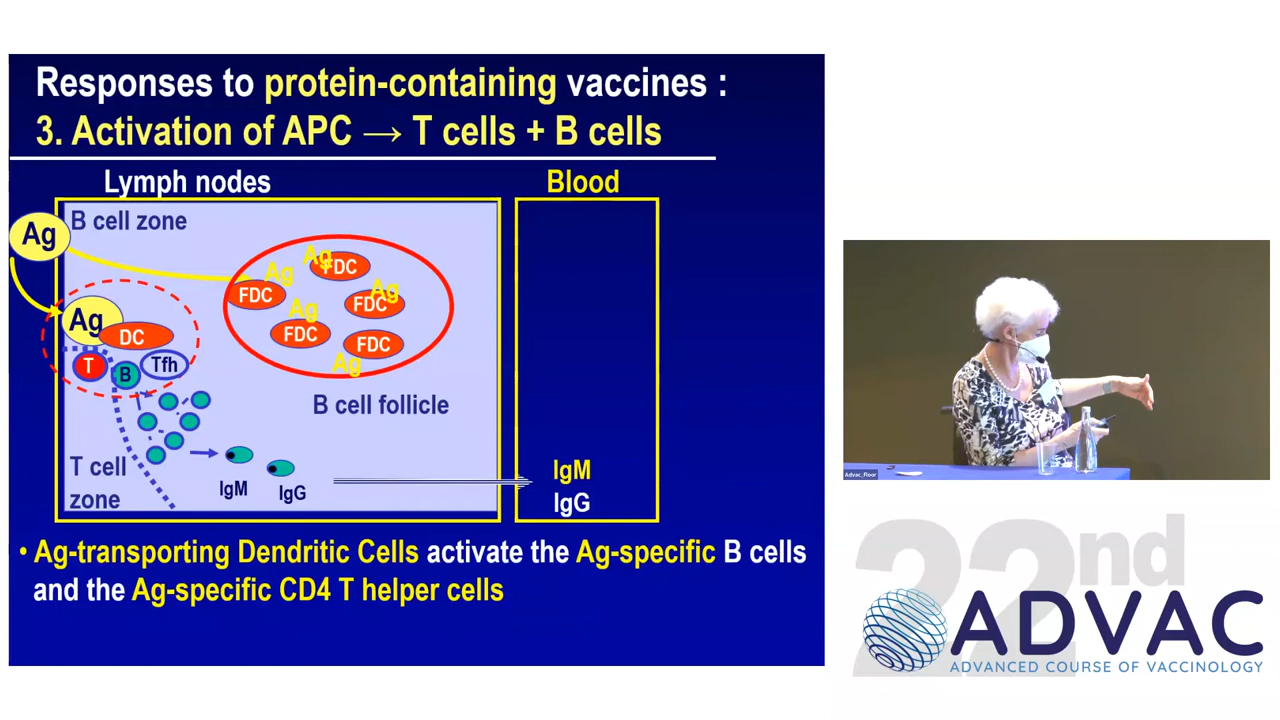 Responses to protein-containing vaccines :
3. Activation of APC → T cells + B cells
Lymph nodes
Blood
B cell zone
Ag
Ag
FDC
Ag
Ag
FDC
Ag
FDC
Ag
FDC
FDC
Ag
Ag
DC
T
B
Tfh
B cell follicle
T cell
zone
IgM
IgG
IgM
IgG
• Ag-transporting Dendritic Cells activate the Ag-specific B cells
and the Ag-specific CD4 T helper cells
Advac_Floor
22nd
ADVAC
ADVANCED COURSE OF VACCINOLOGY